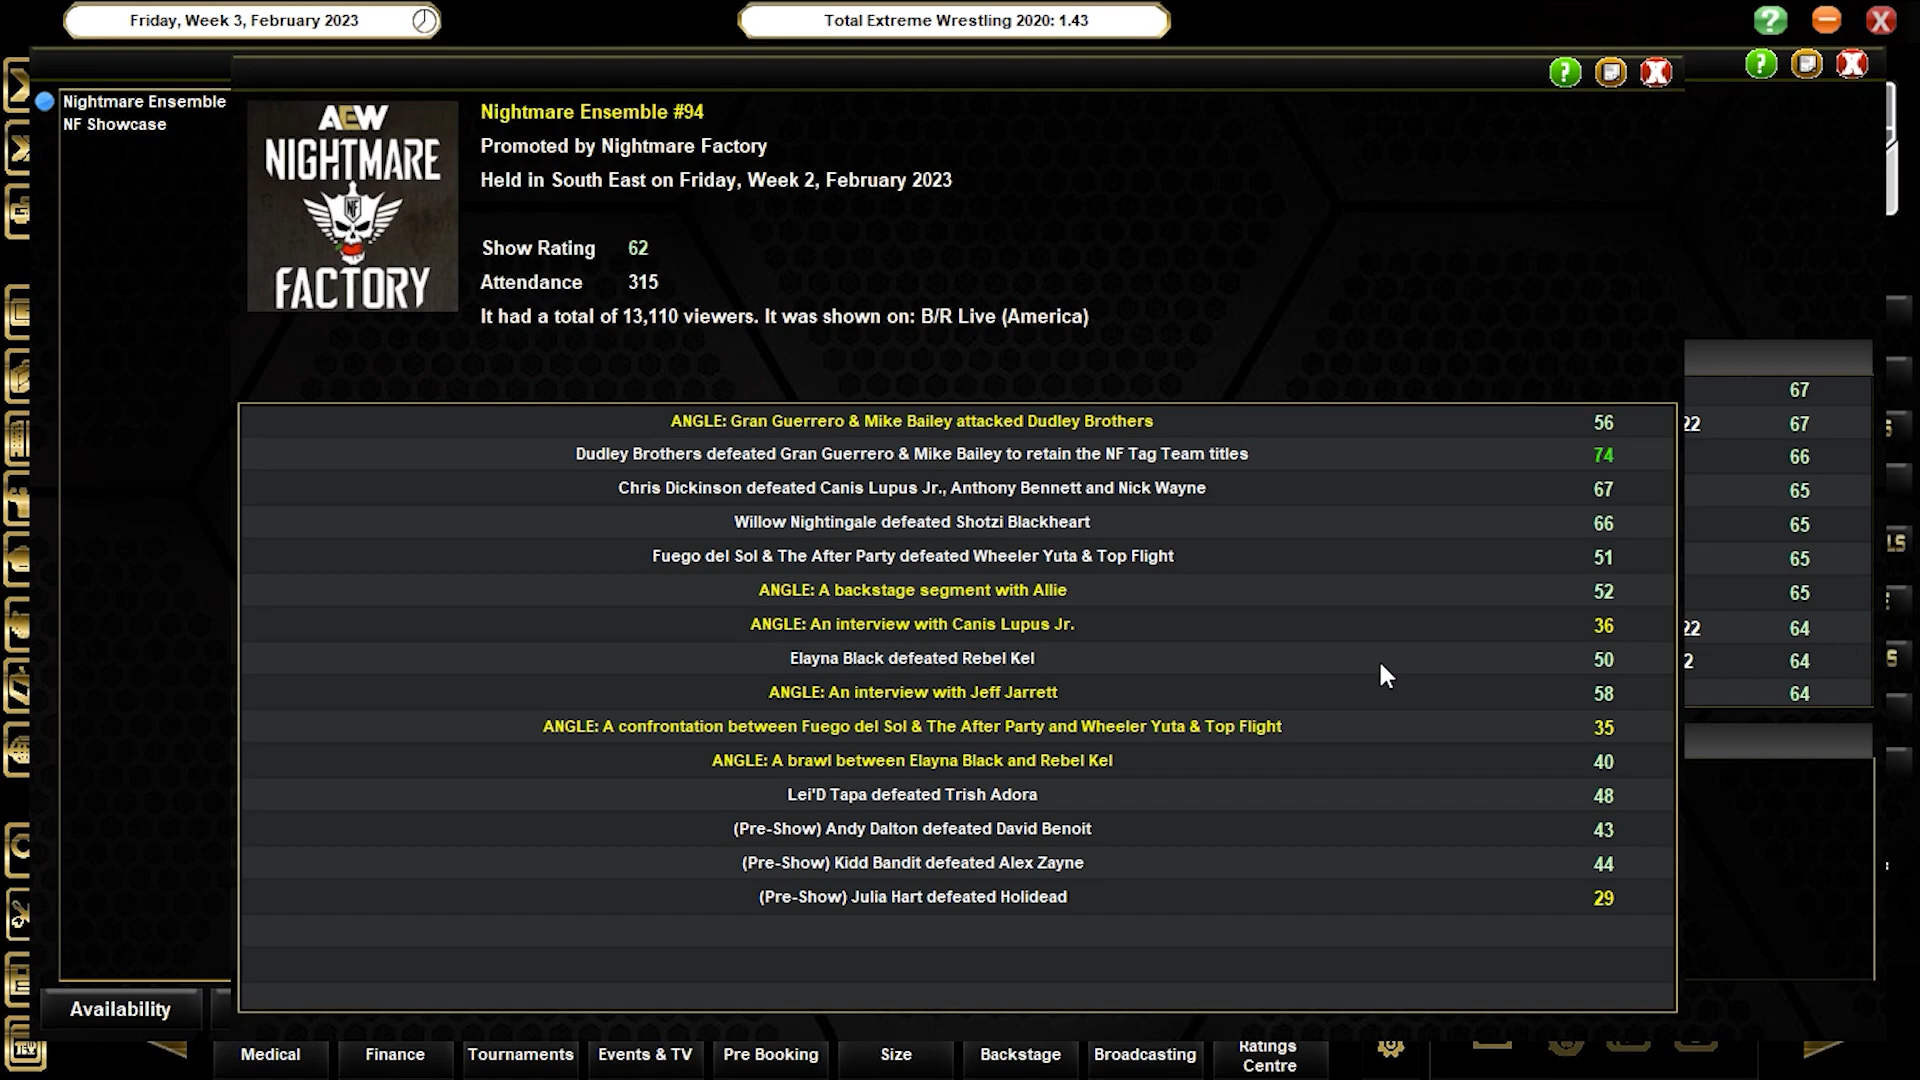 Friday, Week 3, February 2023
Total Extreme Wrestling 2020: 1.43
Nightmare Ensemble
NF Showcase
AEW
NIGHTMARE
NF
FACTORY
Nightmare Ensemble #94
Promoted by Nightmare Factory
Held in South East on Friday, Week 2, February 2023
Show Rating 62
Attendance 315
It had a total of 13,110 viewers. It was shown on: B/R Live (America)
ANGLE: Gran Guerrero & Mike Bailey attacked Dudley Brothers 56
Dudley Brothers defeated Gran Guerrero & Mike Bailey to retain the NF Tag Team titles 74
Chris Dickinson defeated Canis Lupus Jr., Anthony Bennett and Nick Wayne 67
Willow Nightingale defeated Shotzi Blackheart 66
Fuego del Sol & The After Party defeated Wheeler Yuta & Top Flight 51
ANGLE: A backstage segment with Allie 52
ANGLE: An interview with Canis Lupus Jr. 36
Elayna Black defeated Rebel Kel 50
ANGLE: An interview with Jeff Jarrett 58
ANGLE: A confrontation between Fuego del Sol & The After Party and Wheeler Yuta & Top Flight 35
ANGLE: A brawl between Elayna Black and Rebel Kel 40
Lei'D Tapa defeated Trish Adora 48
(Pre-Show) Andy Dalton defeated David Benoit 43
(Pre-Show) Kidd Bandit defeated Alex Zayne 44
(Pre-Show) Julia Hart defeated Holidead 29
67
22 67
66
65
65
65
65
22 64
2 64
64
LS
Availability
Medical
Finance
Tournaments
Events & TV
Pre Booking
Size
Backstage
Broadcasting
Ratings
Centre